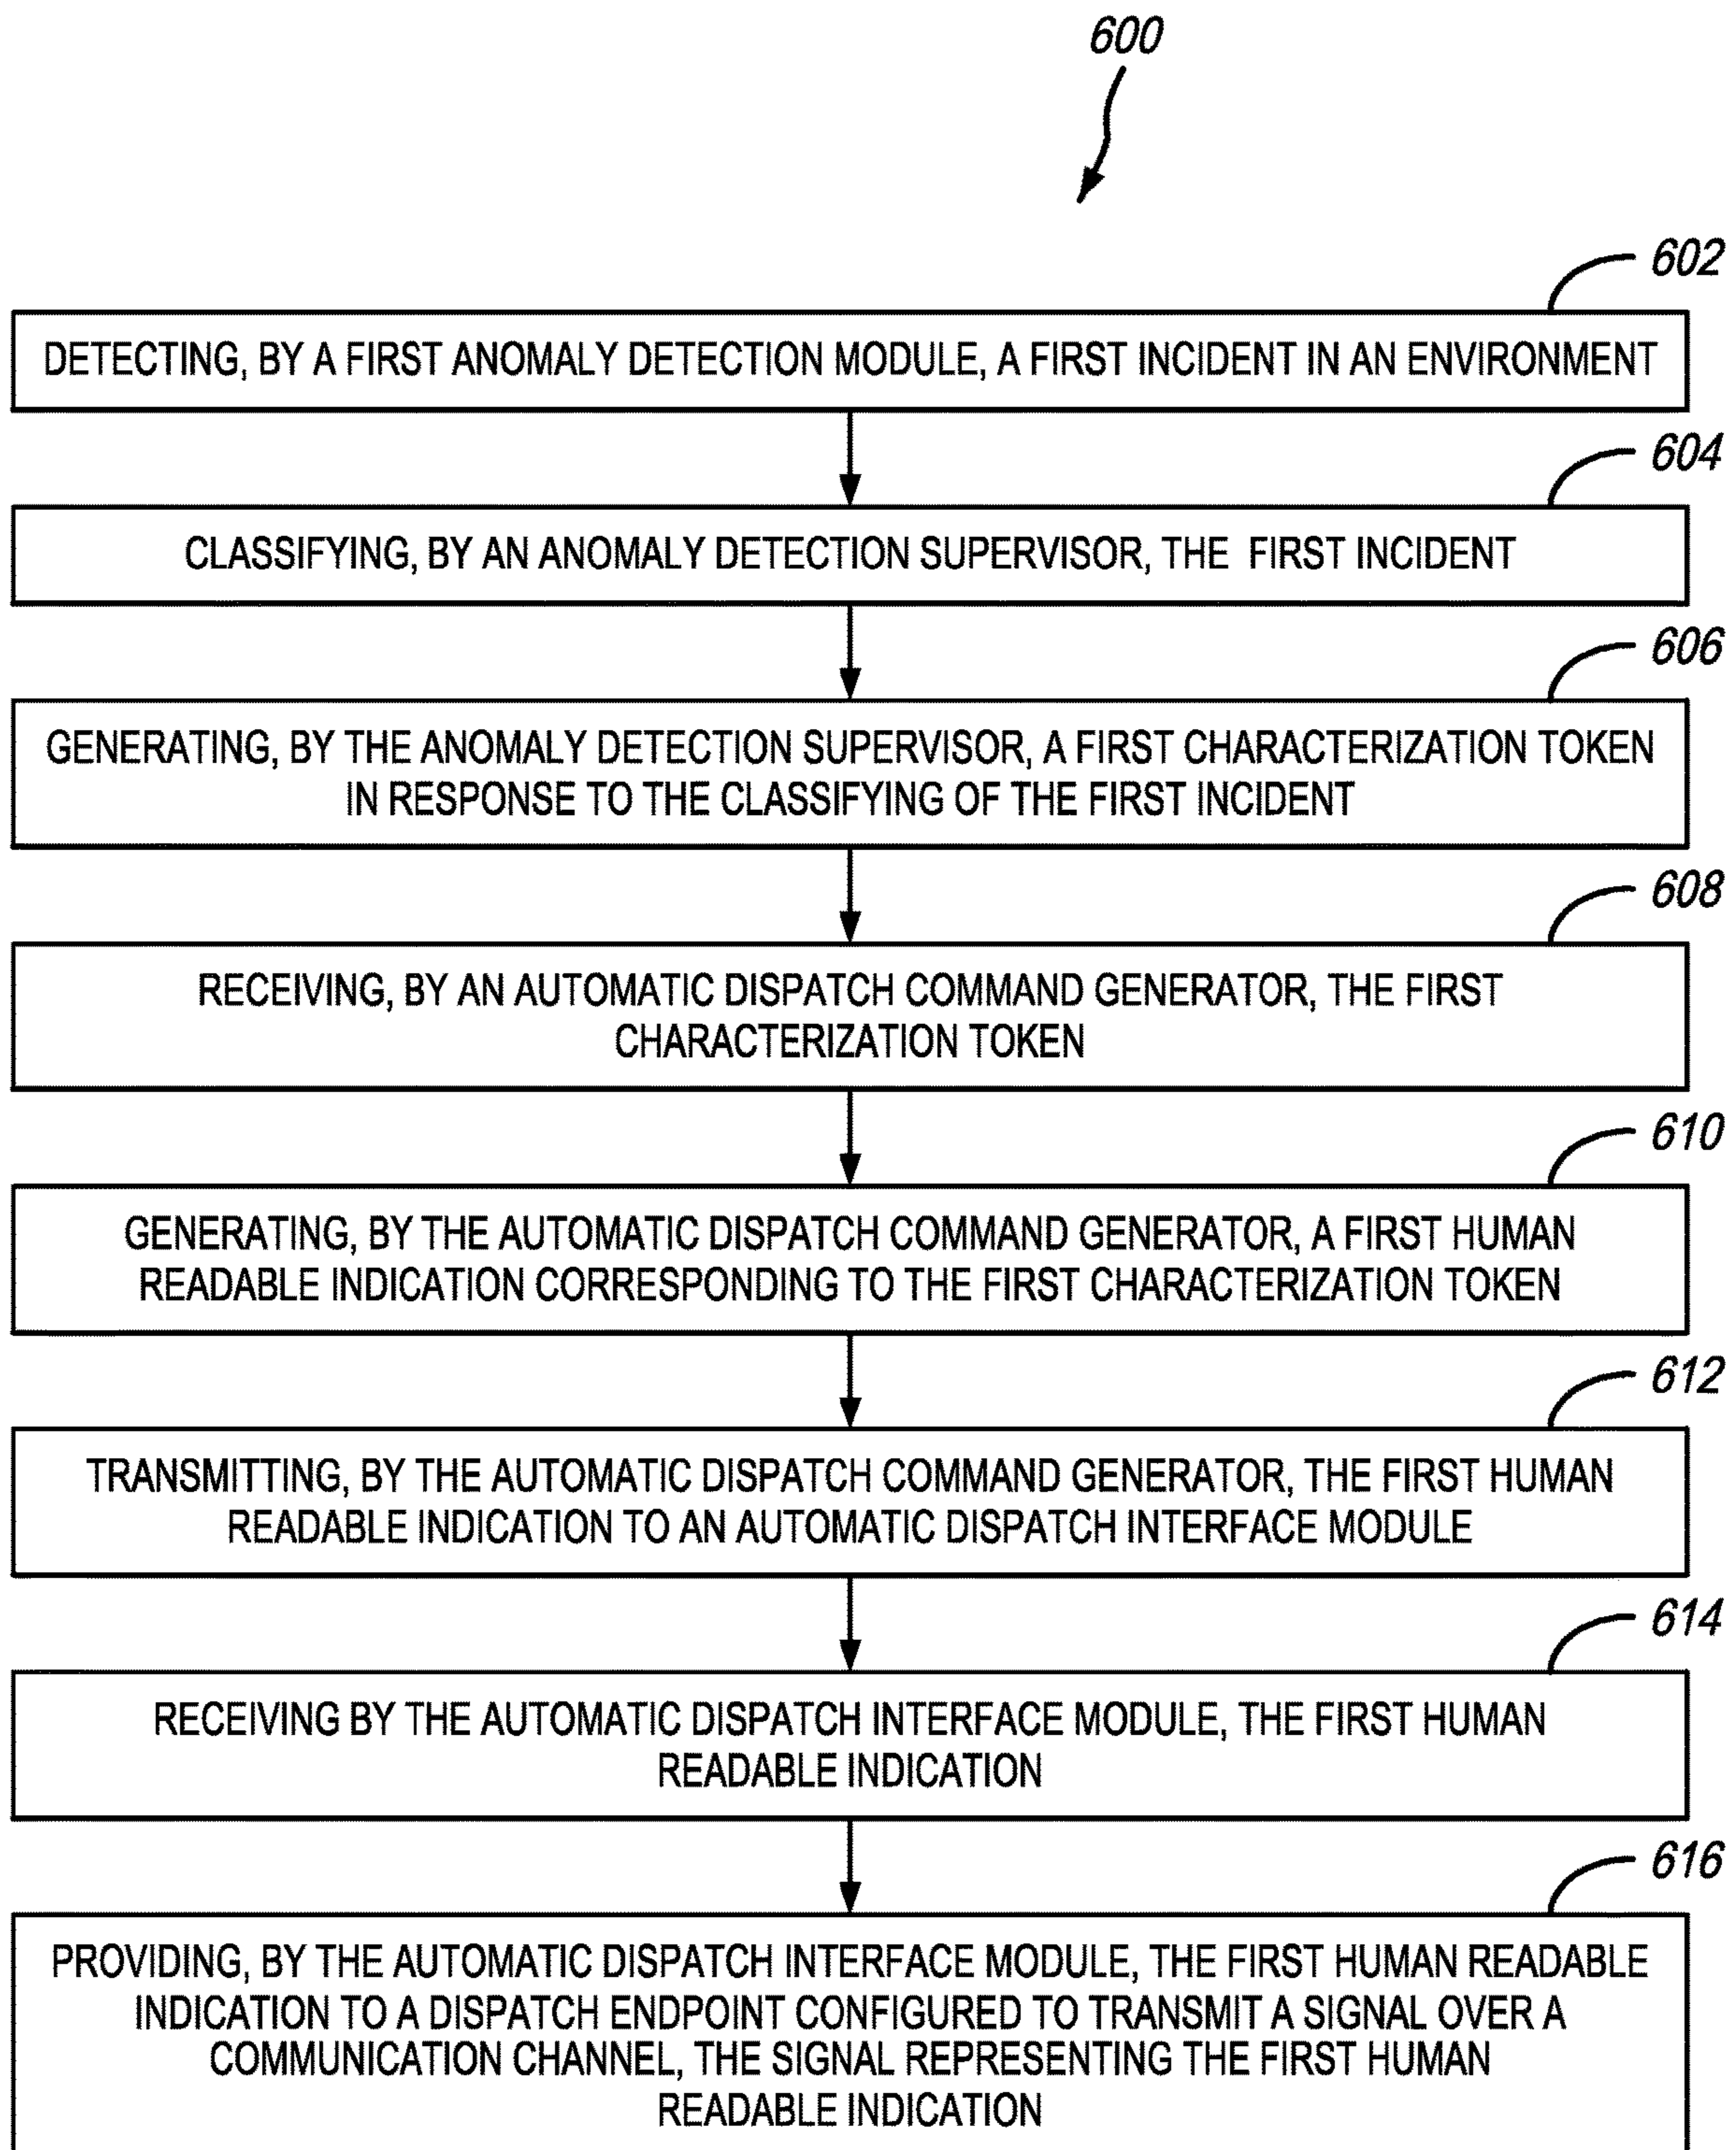 600
602
DETECTING, BY A FIRST ANOMALY DETECTION MODULE, A FIRST INCIDENT IN AN ENVIRONMENT
604
CLASSIFYING, BY AN ANOMALY DETECTION SUPERVISOR, THE FIRST INCIDENT
606
GENERATING, BY THE ANOMALY DETECTION SUPERVISOR, A FIRST CHARACTERIZATION TOKEN
IN RESPONSE TO THE CLASSIFYING OF THE FIRST INCIDENT
608
RECEIVING, BY AN AUTOMATIC DISPATCH COMMAND GENERATOR, THE FIRST
CHARACTERIZATION TOKEN
610
GENERATING, BY THE AUTOMATIC DISPATCH COMMAND GENERATOR, A FIRST HUMAN
READABLE INDICATION CORRESPONDING TO THE FIRST CHARACTERIZATION TOKEN
612
TRANSMITTING, BY THE AUTOMATIC DISPATCH COMMAND GENERATOR, THE FIRST HUMAN
READABLE INDICATION TO AN AUTOMATIC DISPATCH INTERFACE MODULE
614
RECEIVING BY THE AUTOMATIC DISPATCH INTERFACE MODULE, THE FIRST HUMAN
READABLE INDICATION
616
PROVIDING, BY THE AUTOMATIC DISPATCH INTERFACE MODULE, THE FIRST HUMAN READABLE
INDICATION TO A DISPATCH ENDPOINT CONFIGURED TO TRANSMIT A SIGNAL OVER A
COMMUNICATION CHANNEL, THE SIGNAL REPRESENTING THE FIRST HUMAN
READABLE INDICATION